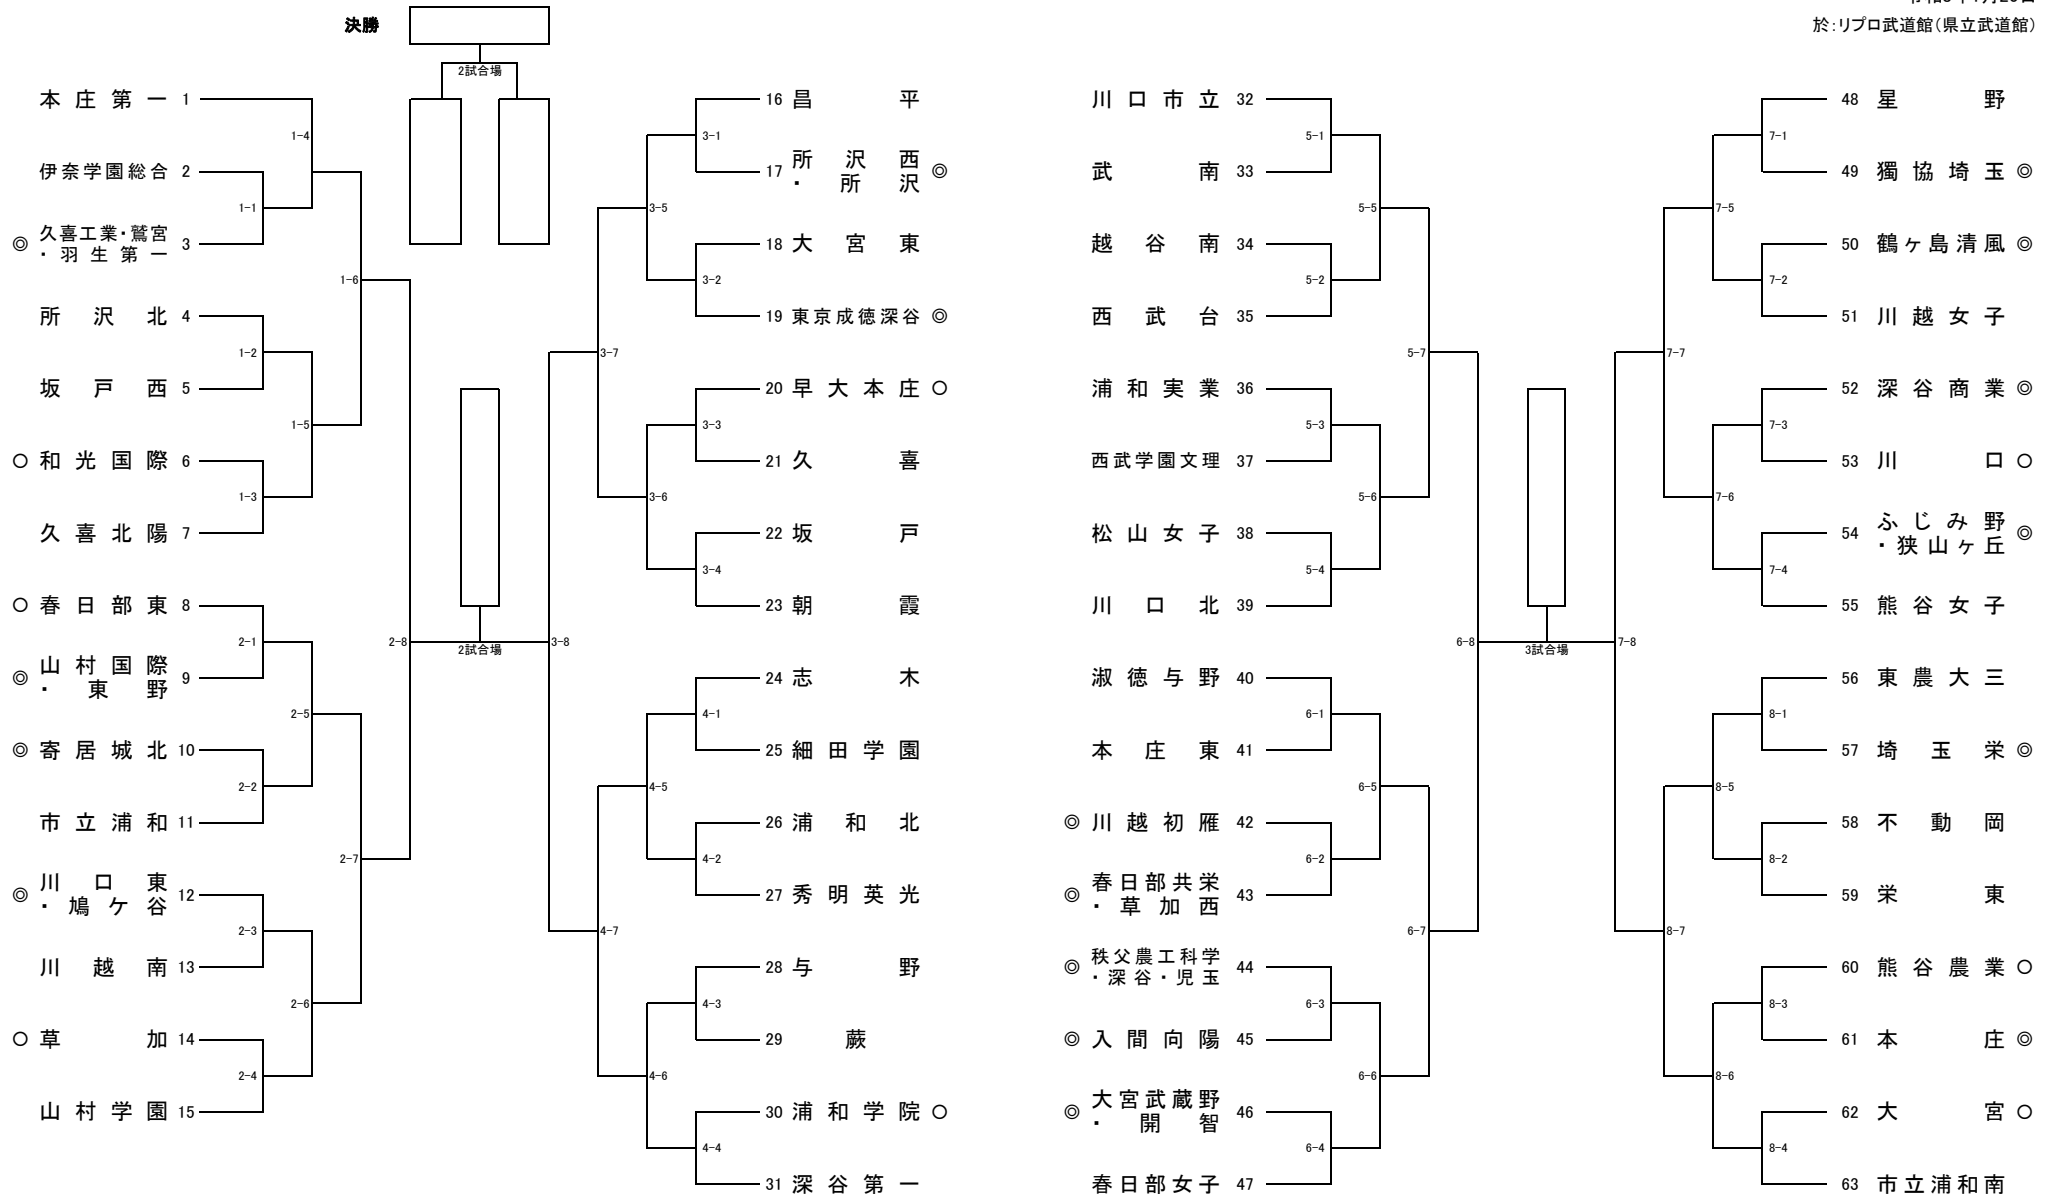 決勝
於:リプロ武道館(県立武道館)
2試合場
本庄第一 1
伊奈学園総合 2
◎ 久喜工業・鷲宮
・羽生第一 3
所沢北 4
坂戸西 5
○ 和光国際 6
久喜北陽 7
○ 春日部東 8
◎ 山村国際
・東野 9
◎ 寄居城北 10
市立浦和 11
◎ 川口東
・鳩ケ谷 12
川越南 13
○ 草加 14
山村学園 15
1-4
1-1
1-6
1-2
1-5
1-3
2-1
2-8
2-5
2-2
2-7
2-3
2-6
2-4
2試合場
16 昌平
17 所沢西
・所沢 ◎
18 大宮東
19 東京成徳深谷 ◎
20 早大本庄 ○
21 久喜
22 坂戸
23 朝霞
24 志木
25 細田学園
26 浦和北
27 秀明英光
28 与野
29 蕨
30 浦和学院 ○
31 深谷第一
3-1
3-5
3-2
3-7
3-3
3-6
3-4
3-8
4-1
4-5
4-2
4-7
4-3
4-6
4-4
川口市立 32
武南 33
越谷南 34
西武台 35
浦和実業 36
西武学園文理 37
松山女子 38
川口北 39
淑徳与野 40
本庄東 41
◎ 川越初雁 42
◎ 春日部共栄
・草加西 43
◎ 秩父農工科学
・深谷・児玉 44
◎ 入間向陽 45
◎ 大宮武蔵野
・開智 46
春日部女子 47
5-1
5-5
5-2
5-7
5-3
5-6
5-4
6-8
6-1
6-5
6-2
6-7
6-3
6-6
6-4
3試合場
48 星野
49 獨協埼玉 ◎
50 鶴ヶ島清風 ◎
51 川越女子
52 深谷商業 ◎
53 川口 ○
54 ふじみ野
・狭山ヶ丘 ◎
55 熊谷女子
56 東農大三
57 埼玉栄 ◎
58 不動岡
59 栄東
60 熊谷農業 ○
61 本庄 ◎
62 大宮 ○
63 市立浦和南
7-1
7-5
7-2
7-7
7-3
7-6
7-4
7-8
8-1
8-5
8-2
8-7
8-3
8-6
8-4